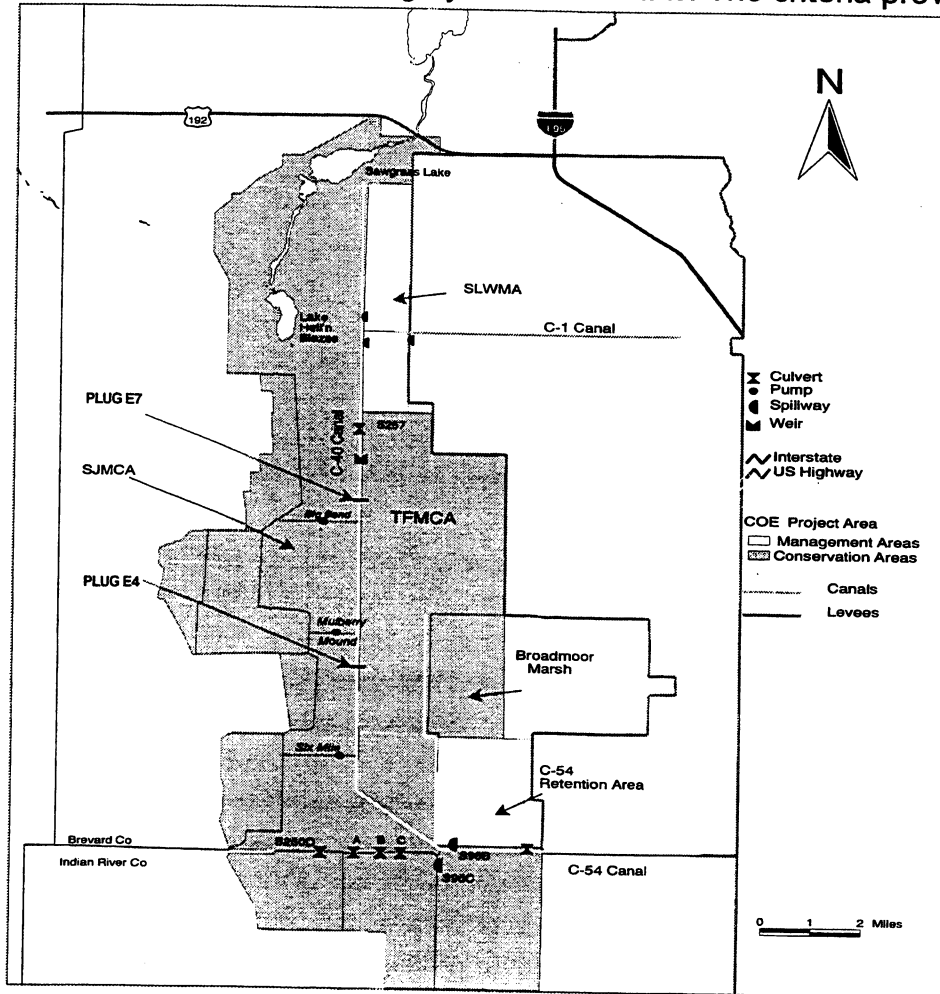 The criteria prov
N
192
I-95
Sawgrass Lake
SLWMA
C-1 Canal
Lake
Hell'n
Blazes
Culvert
Pump
Spillway
Weir
PLUG E7
C-40 Canal
S257
Interstate
US Highway
SJMCA
Big Bend
TFMCA
COE Project Area
Management Areas
Conservation Areas
PLUG E4
Canals
Levees
Mulberry
Mound
Broadmoor
Marsh
Six Mile
C-54
Retention Area
Brevard Co
Indian River Co
S250D
A
B
C
S96B
S96C
C-54 Canal
0 1 2 Miles